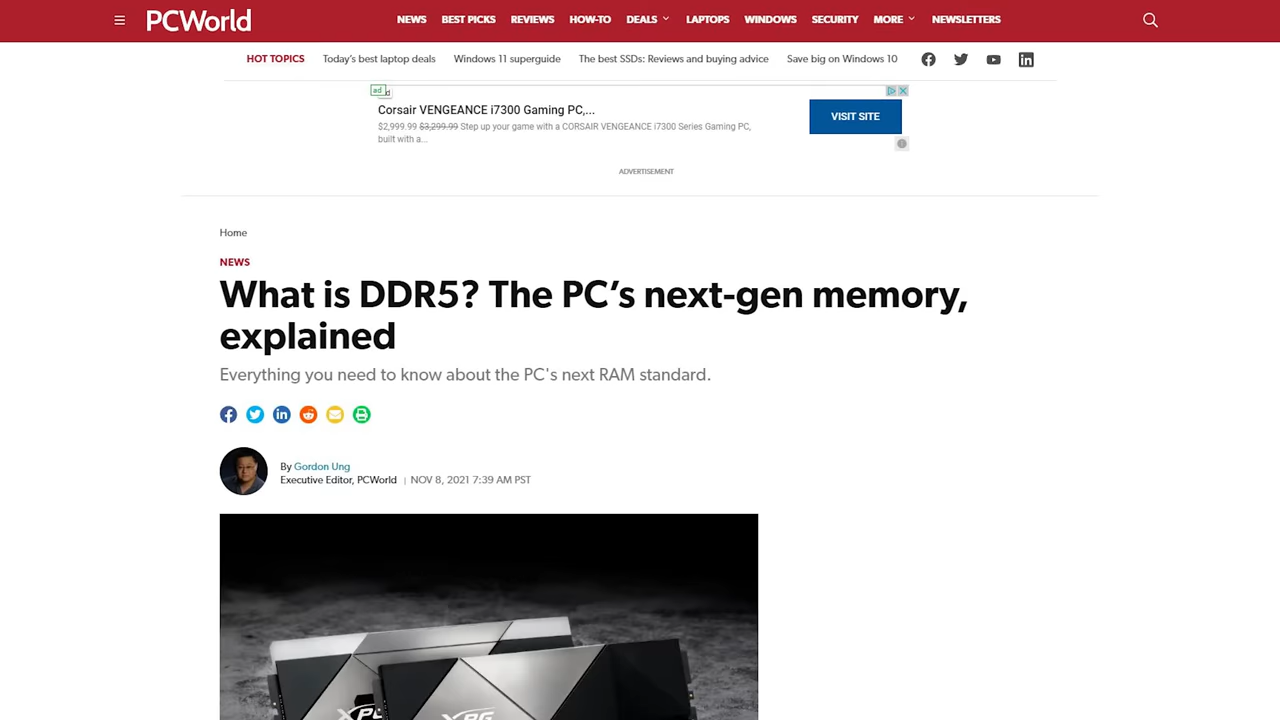 PCWorld
NEWS BEST PICKS REVIEWS HOW-TO DEALS LAPTOPS WINDOWS SECURITY MORE NEWSLETTERS
HOT TOPICS Today's best laptop deals Windows 11 superguide The best SSDs: Reviews and buying advice Save big on Windows 10
ad
Corsair VENGEANCE i7300 Gaming PC,...
$2,999.99 $3,299.99 Step up your game with a CORSAIR VENGEANCE i7300 Series Gaming PC,
built with a...
VISIT SITE
ADVERTISEMENT
Home
NEWS
What is DDR5? The PC’s next-gen memory,
explained
Everything you need to know about the PC's next RAM standard.
By Gordon Ung
Executive Editor, PCWorld | NOV 8, 2021 7:39 AM PST
XPG